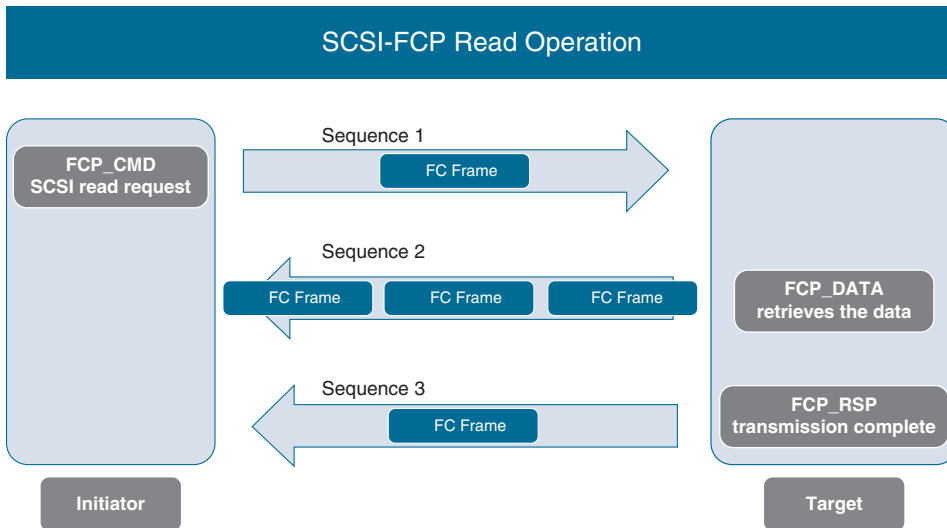 SCSI-FCP Read Operation
Sequence 1
FCP_CMD
SCSI read request
FC Frame
Sequence 2
FC Frame
FC Frame
FC Frame
FCP_DATA
retrieves the data
Sequence 3
FC Frame
FCP_RSP
transmission complete
Initiator
Target